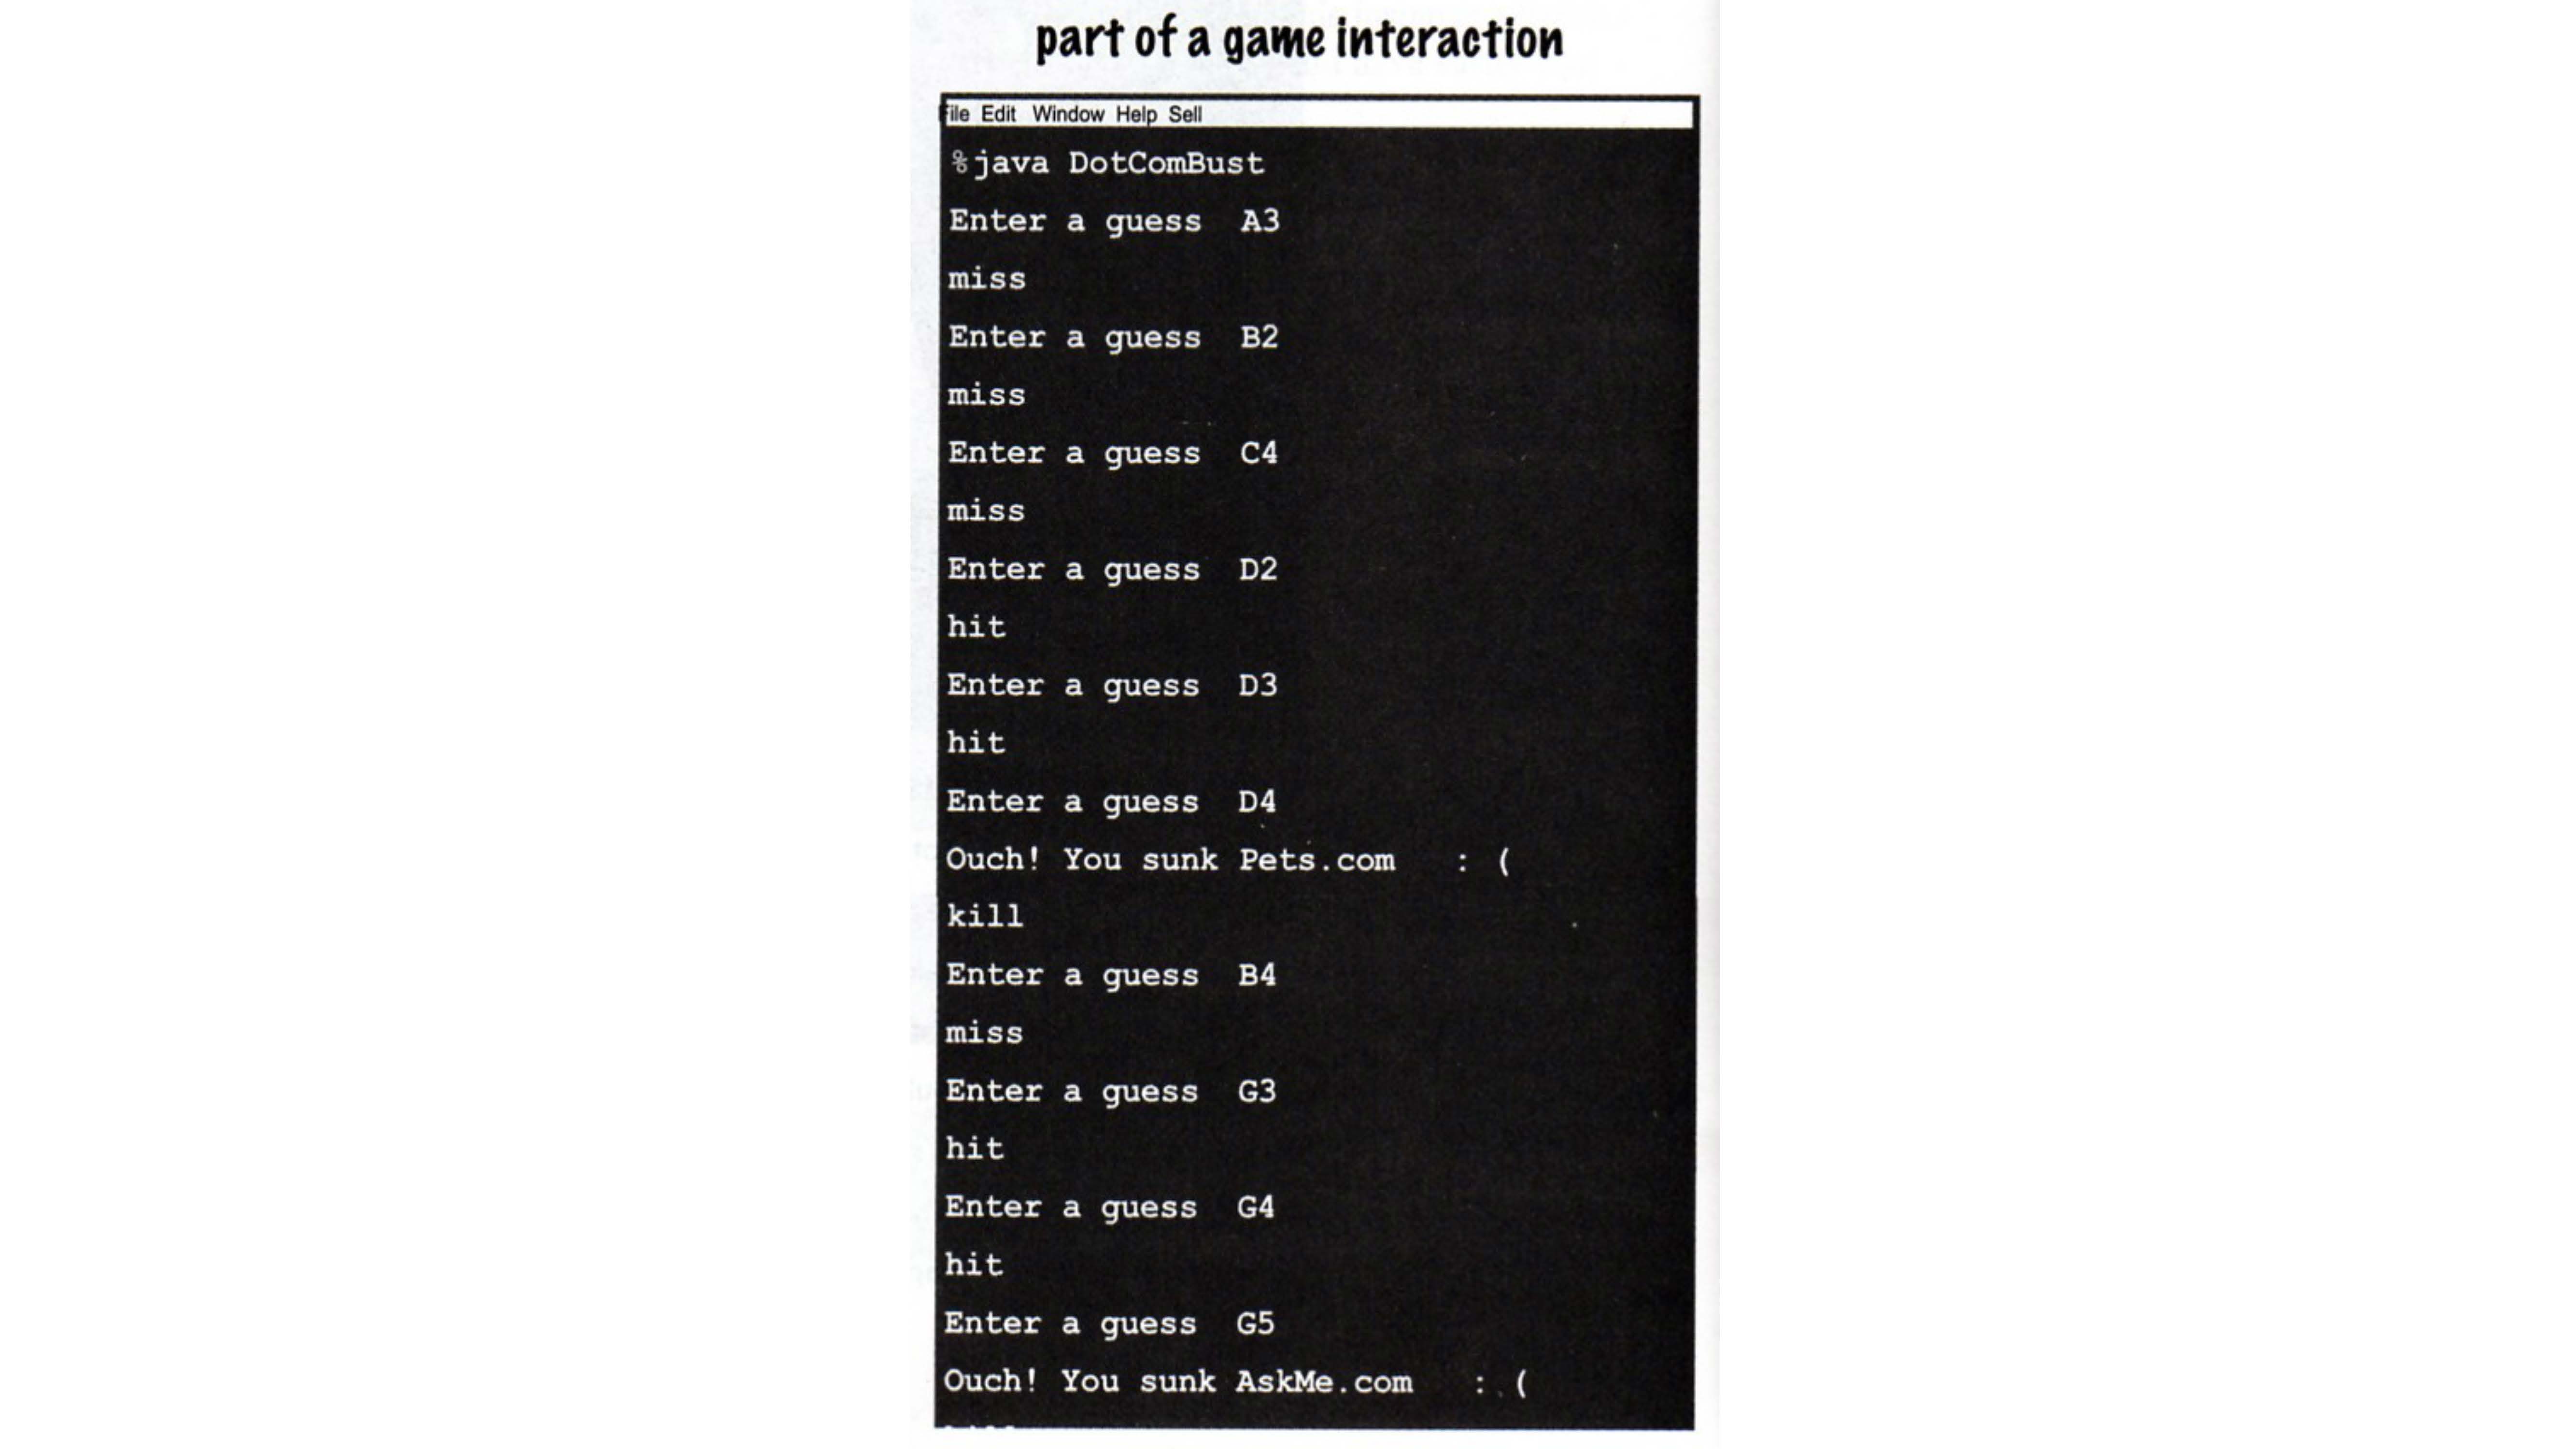 part of a game interaction
File Edit Window Help Sell
%java DotComBust
Enter a guess A3
miss
Enter a guess B2
miss
Enter a guess C4
miss
Enter a guess D2
hit
Enter a guess D3
hit
Enter a guess D4
Ouch! You sunk Pets.com : (
kill
Enter a guess B4
miss
Enter a guess G3
hit
Enter a guess G4
hit
Enter a guess G5
Ouch! You sunk AskMe.com : (